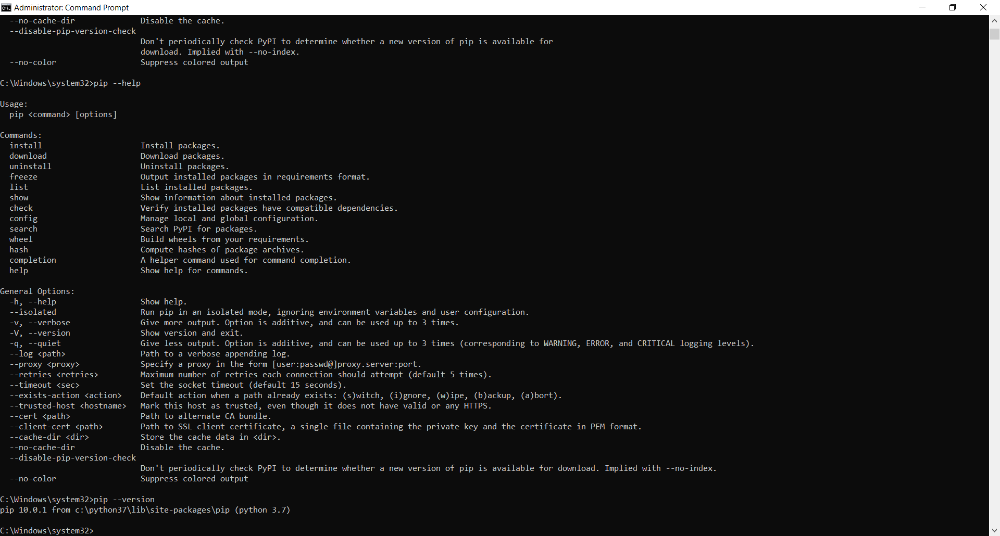 Administrator: Command Prompt
  --no-cache-dir              Disable the cache.
  --disable-pip-version-check
                              Don't periodically check PyPI to determine whether a new version of pip is available for
                              download. Implied with --no-index.
  --no-color                  Suppress colored output

C:\Windows\system32>pip --help

Usage:
  pip <command> [options]

Commands:
  install                     Install packages.
  download                    Download packages.
  uninstall                   Uninstall packages.
  freeze                      Output installed packages in requirements format.
  list                        List installed packages.
  show                        Show information about installed packages.
  check                       Verify installed packages have compatible dependencies.
  config                      Manage local and global configuration.
  search                      Search PyPI for packages.
  wheel                       Build wheels from your requirements.
  hash                        Compute hashes of package archives.
  completion                  A helper command used for command completion.
  help                        Show help for commands.

General Options:
  -h, --help                  Show help.
  --isolated                  Run pip in an isolated mode, ignoring environment variables and user configuration.
  -v, --verbose               Give more output. Option is additive, and can be used up to 3 times.
  -V, --version               Show version and exit.
  -q, --quiet                 Give less output. Option is additive, and can be used up to 3 times (corresponding to WARNING, ERROR, and CRITICAL logging levels).
  --log <path>                Path to a verbose appending log.
  --proxy <proxy>             Specify a proxy in the form [user:passwd@]proxy.server:port.
  --retries <retries>         Maximum number of retries each connection should attempt (default 5 times).
  --timeout <sec>             Set the socket timeout (default 15 seconds).
  --exists-action <action>    Default action when a path already exists: (s)witch, (i)gnore, (w)ipe, (b)ackup, (a)bort).
  --trusted-host <hostname>   Mark this host as trusted, even though it does not have valid or any HTTPS.
  --cert <path>               Path to alternate CA bundle.
  --client-cert <path>        Path to SSL client certificate, a single file containing the private key and the certificate in PEM format.
  --cache-dir <dir>           Store the cache data in <dir>.
  --no-cache-dir              Disable the cache.
  --disable-pip-version-check
                              Don't periodically check PyPI to determine whether a new version of pip is available for download. Implied with --no-index.
  --no-color                  Suppress colored output

C:\Windows\system32>pip --version
pip 10.0.1 from c:\python37\lib\site-packages\pip (python 3.7)

C:\Windows\system32>